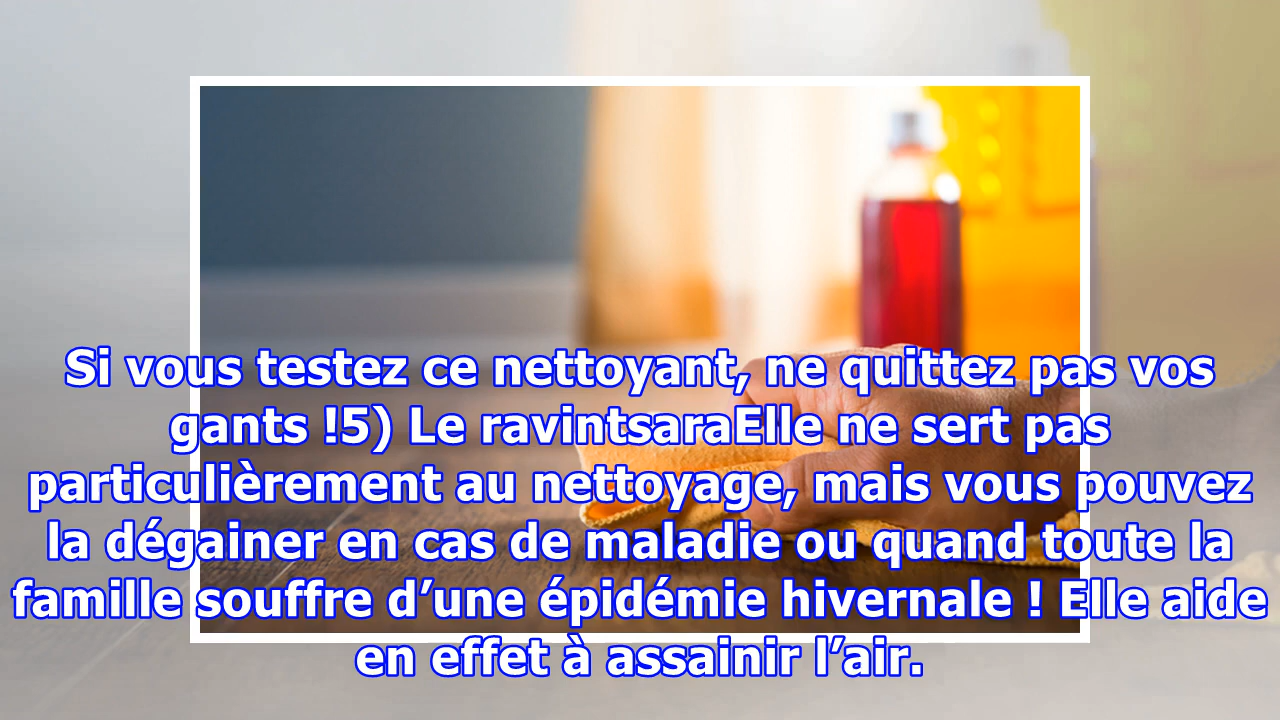 Si vous testez ce nettoyant, ne quittez pas vos
gants !5) Le ravintsaraElle ne sert pas
particulièrement au nettoyage, mais vous pouvez
la dégainer en cas de maladie ou quand toute la
famille souffre d’une épidémie hivernale ! Elle aide
en effet à assainir l’air.